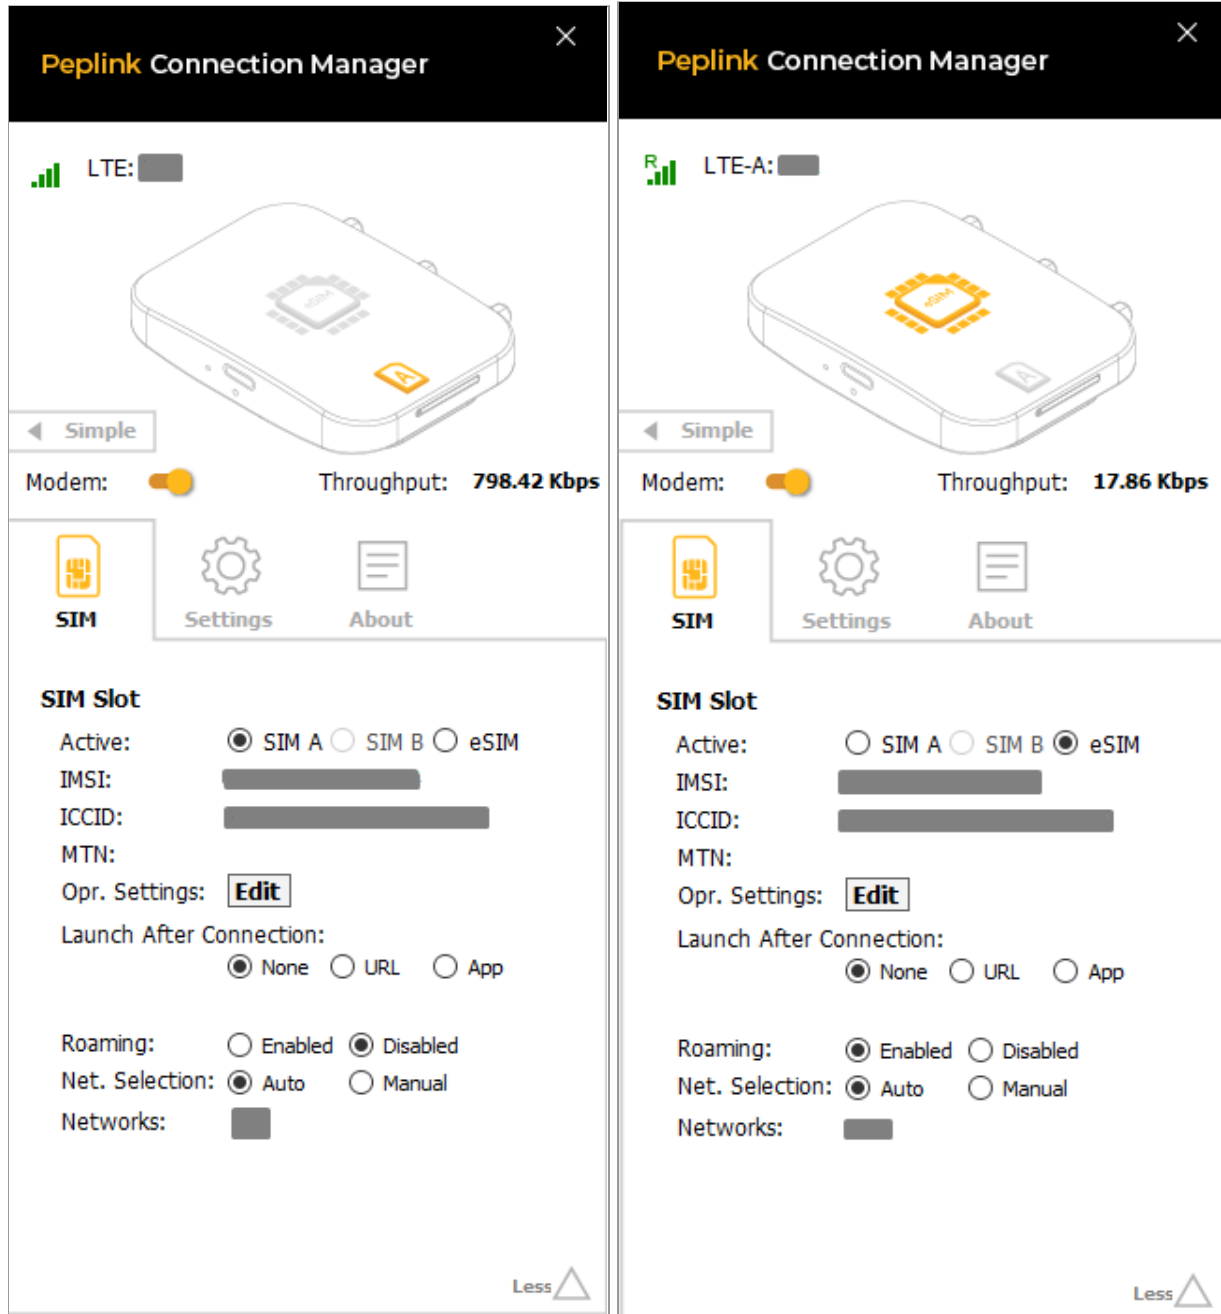 Peplink Connection Manager
LTE:
eSIM
A
Simple
Modem:
Throughput: 798.42 Kbps
SIM
Settings
About
SIM Slot
Active: SIM A SIM B eSIM
IMSI:
ICCID:
MTN:
Opr. Settings: Edit
Launch After Connection:
None URL App
Roaming: Enabled Disabled
Net. Selection: Auto Manual
Networks:
Less
Peplink Connection Manager
R
LTE-A:
eSIM
A
Simple
Modem:
Throughput: 17.86 Kbps
SIM
Settings
About
SIM Slot
Active: SIM A SIM B eSIM
IMSI:
ICCID:
MTN:
Opr. Settings: Edit
Launch After Connection:
None URL App
Roaming: Enabled Disabled
Net. Selection: Auto Manual
Networks:
Less